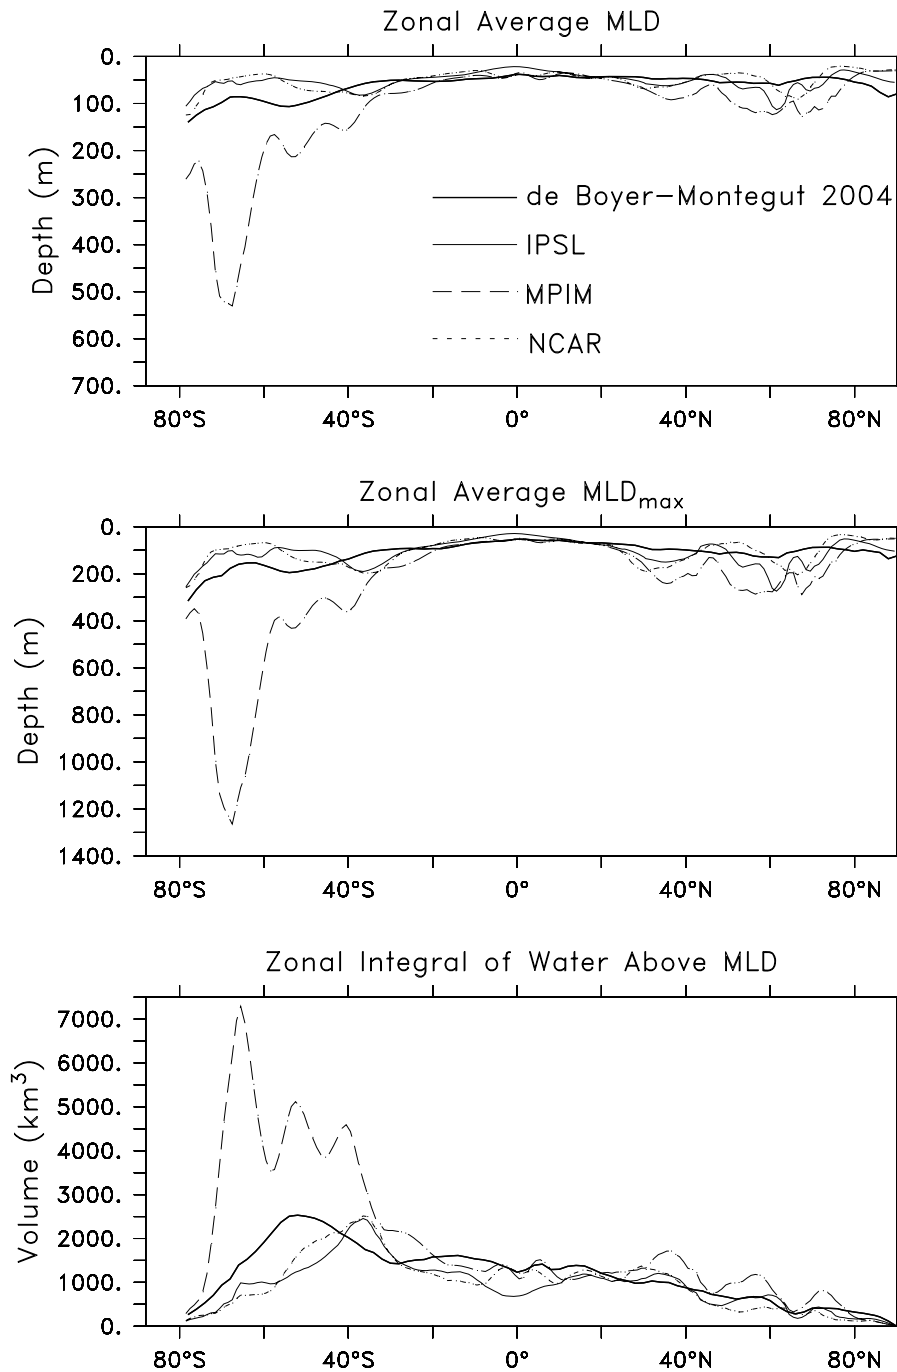 Zonal Average MLD
0.
100.
200.
300.
400.
500.
600.
700.
Depth (m)
de Boyer–Montegut 2004
IPSL
MPIM
NCAR
80°S 40°S 0° 40°N 80°N
Zonal Average MLDmax
0.
200.
400.
600.
800.
1000.
1200.
1400.
Depth (m)
80°S 40°S 0° 40°N 80°N
Zonal Integral of Water Above MLD
7000.
6000.
5000.
4000.
3000.
2000.
1000.
0.
Volume (km³)
80°S 40°S 0° 40°N 80°N